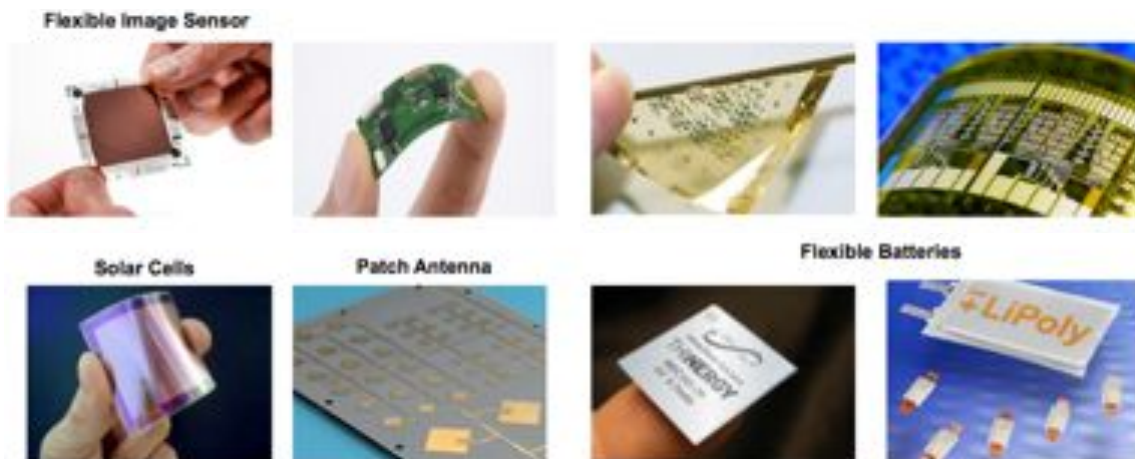 Flexible Image Sensor
Solar Cells
Patch Antenna
Flexible Batteries
THINERGY
+LiPoly